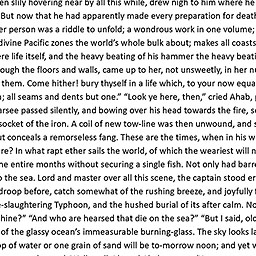 en slily hovering near by all this while, drew nigh to him where he
But now that he had apparently made every preparation for death
er person was a riddle to unfold; a wondrous work in one volume;
divine Pacific zones the world's whole bulk about; makes all coasts
re life itself, and the heavy beating of his hammer the heavy beati
ough the floors and walls, came up to her, not unsweetly, in her nu
them. Come hither! bury thyself in a life which, to your now equa
n; all seams and dents but one." "Look ye here, then," cried Ahab, p
arsee passed silently, and bowing over his head towards the fire, s
socket of the iron. A coil of new tow-line was then unwound, and s
ut conceals a remorseless fang. These are the times, when in his w
re? In what rapt ether sails the world, of which the weariest will n
me entire months without securing a single fish. Not only had barre
o the sea. Lord and master over all this scene, the captain stood er
droop before, catch somewhat of the rushing breeze, and joyfully f
e-slaughtering Typhoon, and the hushed burial of its after calm. No
hine?" "And who are hearsed that die on the sea?" "But I said, old
of the glassy ocean's immeasurable burning-glass. The sky looks la
op of water or one grain of sand will be to-morrow noon; and yet v